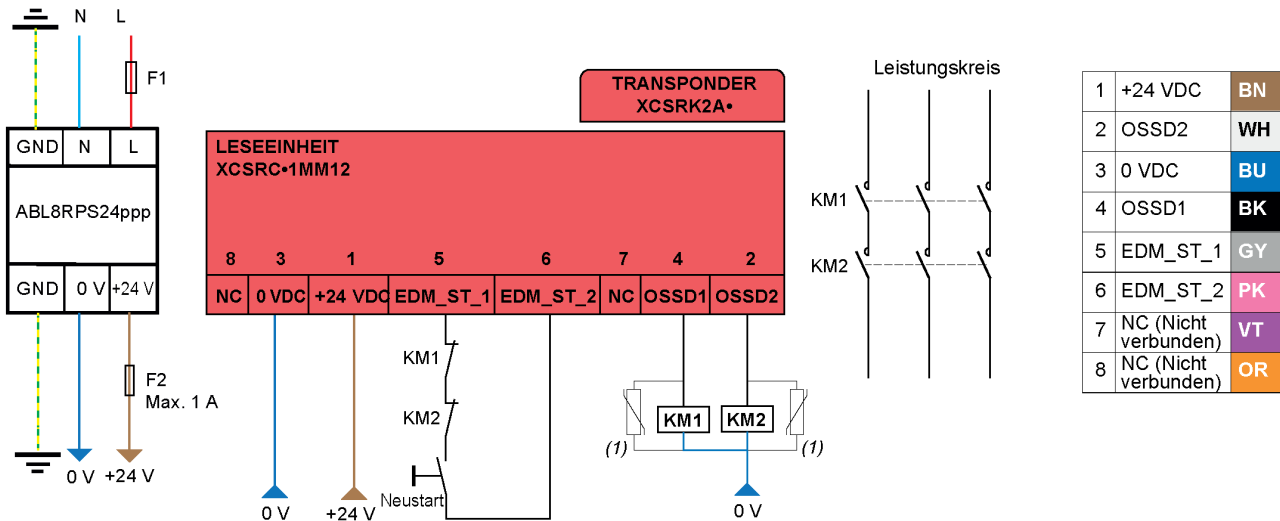 N L
F1
GND N L
ABL8RPS24ppp
GND 0 V +24 V
F2
Max. 1 A
0 V +24 V
TRANSPONDER
XCSRK2A•
LESEEINHEIT
XCSRC•1MM12
8 3 1 5 6 7 4 2
NC 0 VDC +24 VDC EDM_ST_1 EDM_ST_2 NC OSSD1 OSSD2
KM1
KM2
Neustart
0 V +24 V
KM1 KM2
(1) (1)
0 V
Leistungskreis
KM1
KM2
1 +24 VDC BN
2 OSSD2 WH
3 0 VDC BU
4 OSSD1 BK
5 EDM_ST_1 GY
6 EDM_ST_2 PK
7 NC (Nicht
verbunden) VT
8 NC (Nicht
verbunden) OR